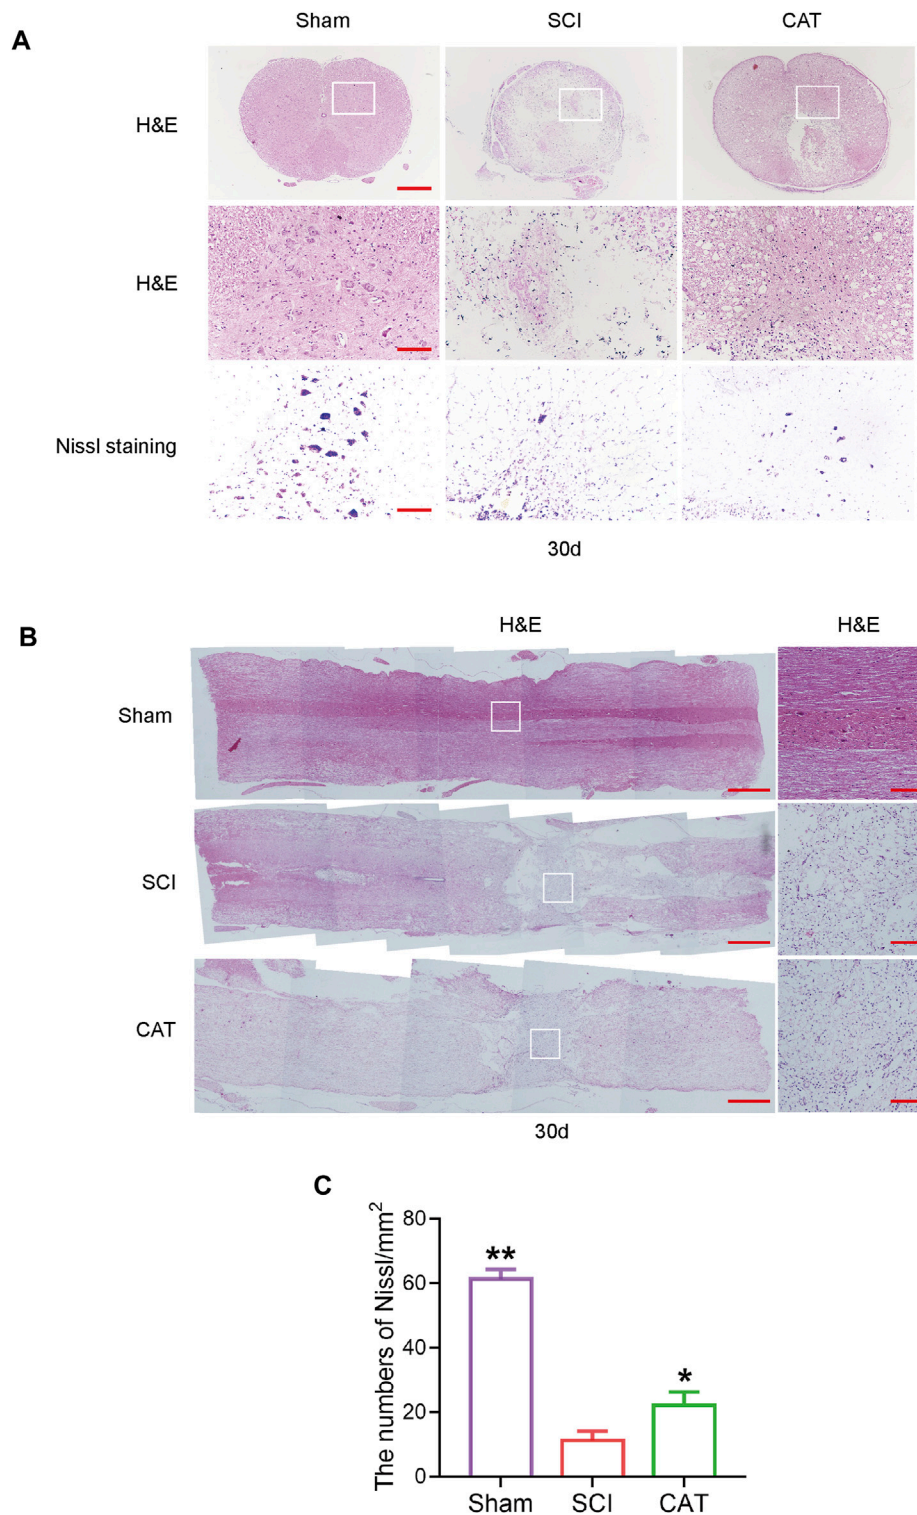 A
Sham
SCI
CAT
H&E
H&E
Nissl staining
30d
B
H&E
H&E
Sham
SCI
CAT
30d
C
The numbers of Nissl/mm²
80
60
40
20
0
**
*
Sham
SCI
CAT